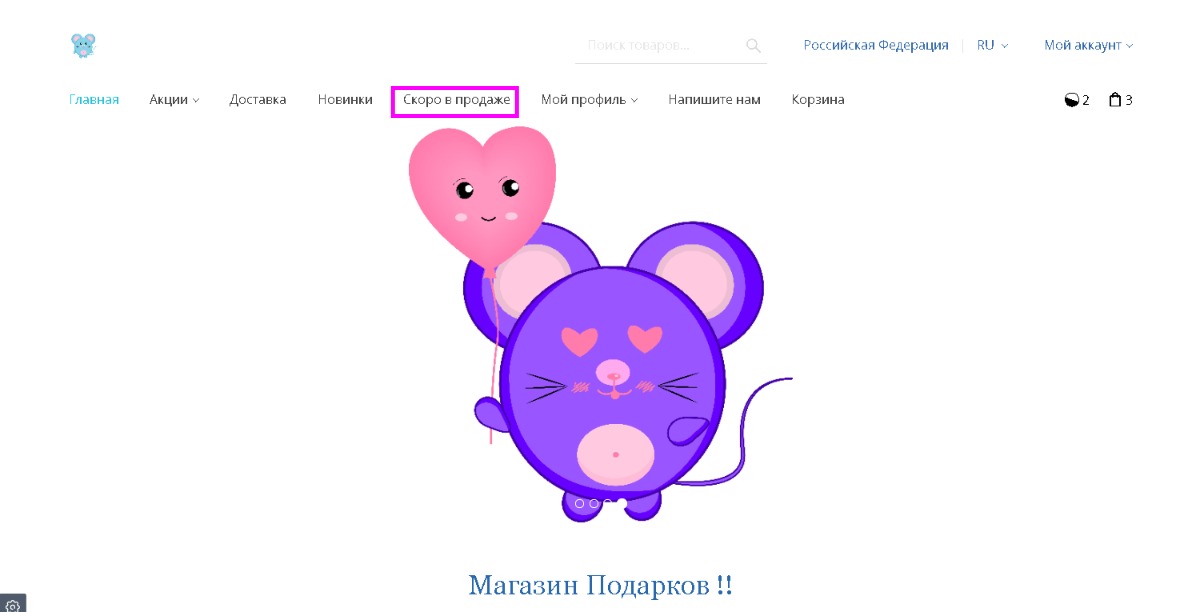 Поиск товаров...
Российская Федерация
RU
Мой аккаунт
Главная
Акции
Доставка
Новинки
Скоро в продаже
Мой профиль
Напишите нам
Корзина
2
3
Магазин Подарков !!